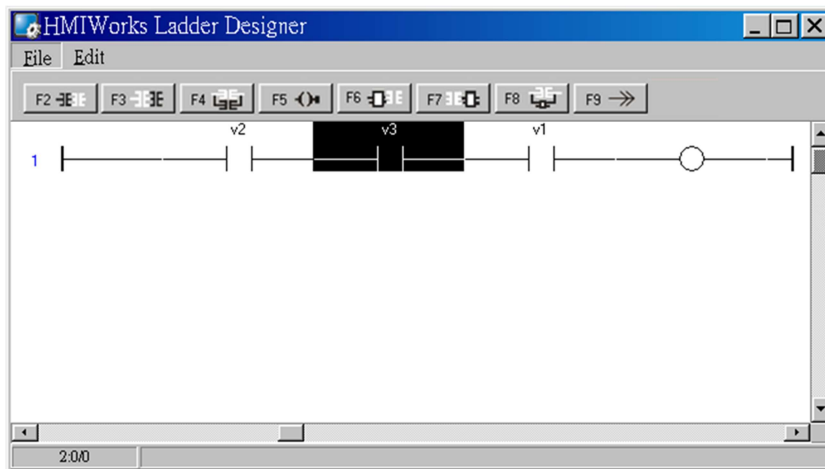 HMIWorks Ladder Designer
File Edit
F2 F3 F4 F5 F6 F7 F8 F9
v2 v3 v1
1
2:0/0